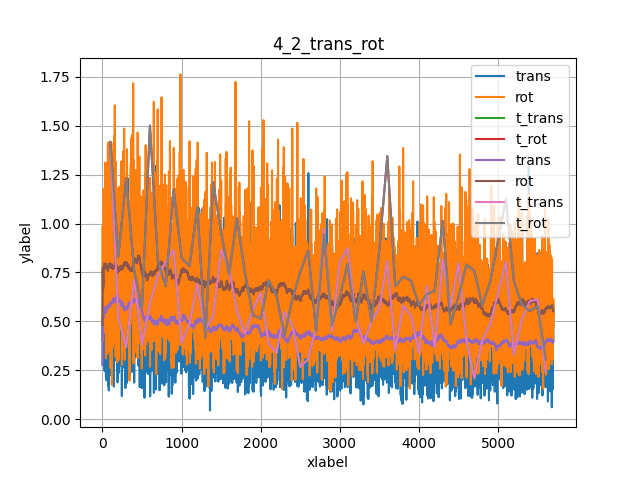 4_2_trans_rot
ylabel
1.75
1.50
1.25
1.00
0.75
0.50
0.25
0.00
trans
rot
t_trans
t_rot
trans
rot
t_trans
t_rot
0 1000 2000 3000 4000 5000
xlabel